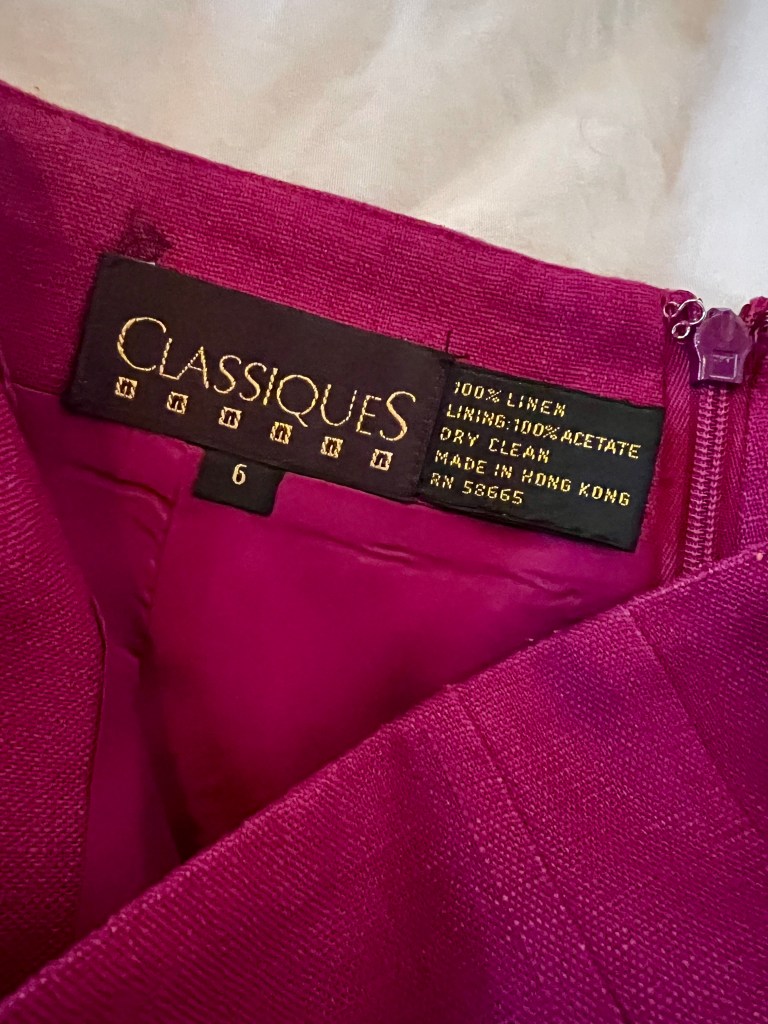 CLASSIQUES
n n n n n n
6
100% LINEN
LINING:100% ACETATE
DRY CLEAN
MADE IN HONG KONG
RN 58665